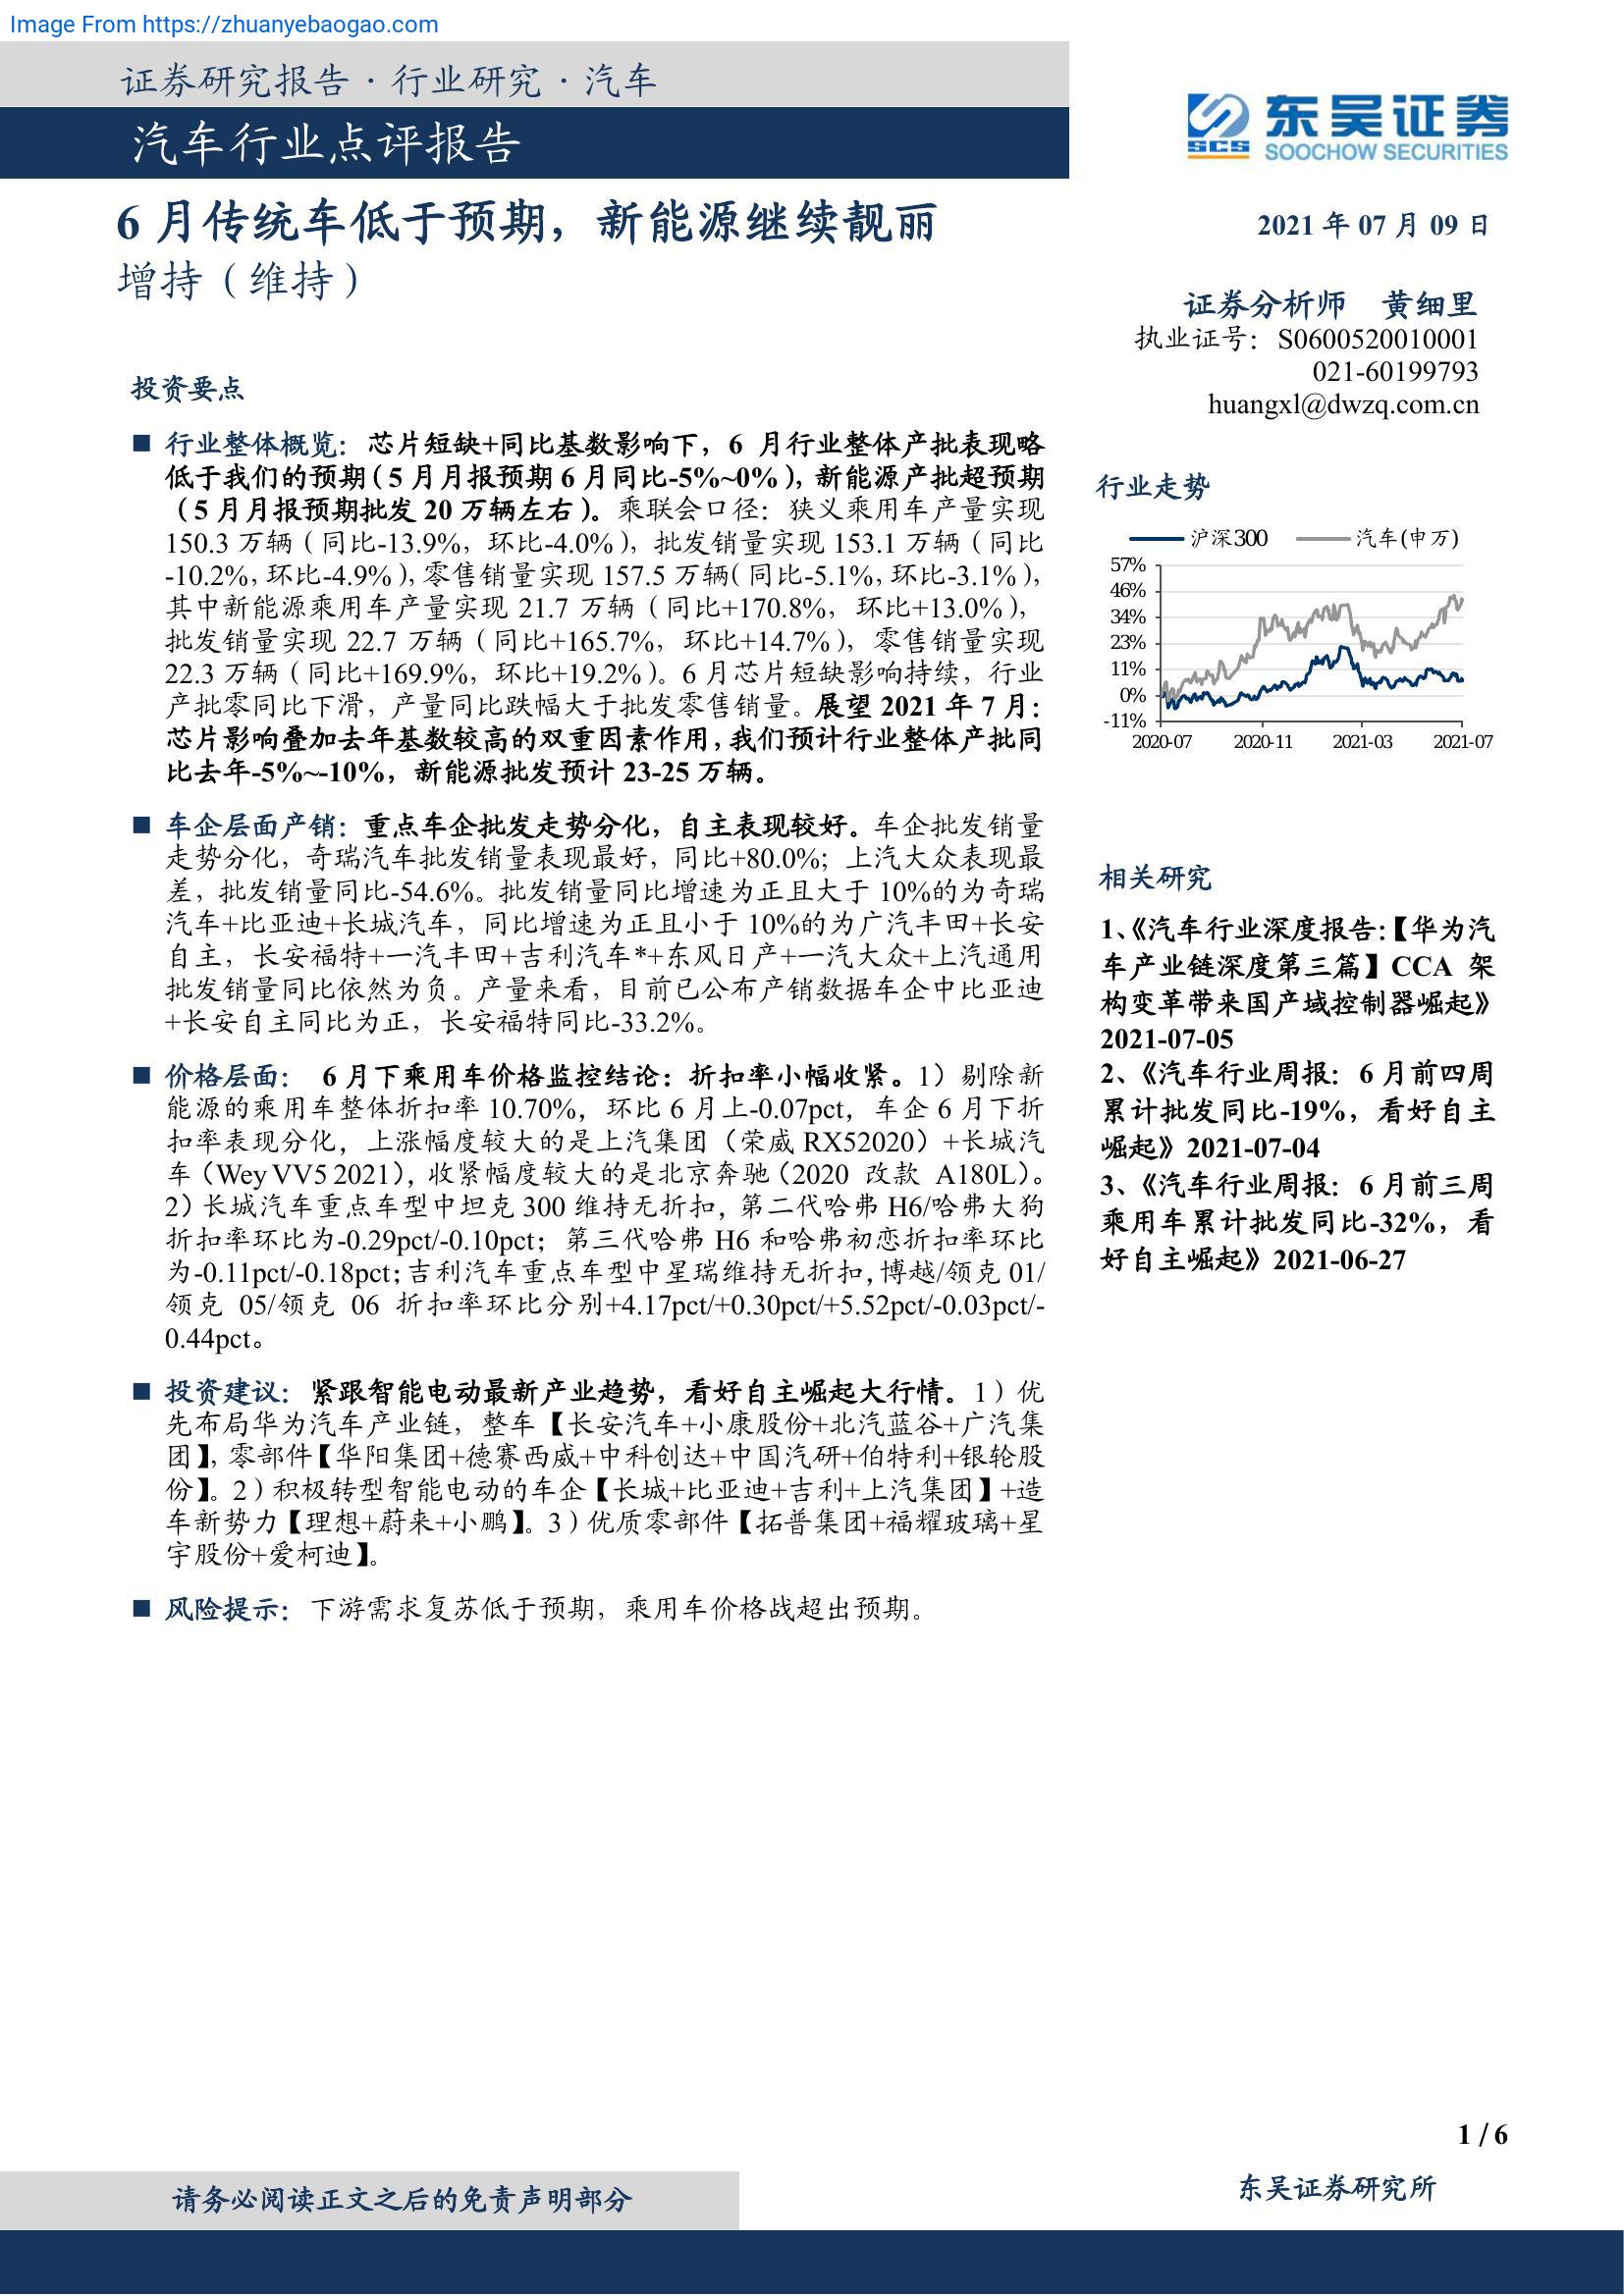 Image From https://zhuanyebaogao.com
证券研究报告 · 行业研究 · 汽车
汽车行业点评报告
东吴证券
SCS SOOCHOW SECURITIES
6 月传统车低于预期，新能源继续靓丽
增持（维持）
2021 年 07 月 09 日
证券分析师 黄细里
执业证号：S0600520010001
021-60199793
huangxl@dwzq.com.cn
投资要点
■ 行业整体概览：芯片短缺+同比基数影响下，6 月行业整体产批表现略
低于我们的预期（5 月月报预期 6 月同比-5%~0%），新能源产批超预期
（5 月月报预期批发 20 万辆左右）。乘联会口径：狭义乘用车产量实现
150.3 万辆（同比-13.9%，环比-4.0%），批发销量实现 153.1 万辆（同比
-10.2%，环比-4.9%），零售销量实现 157.5 万辆（同比-5.1%，环比-3.1%），
其中新能源乘用车产量实现 21.7 万辆（同比+170.8%，环比+13.0%），
批发销量实现 22.7 万辆（同比+165.7%，环比+14.7%），零售销量实现
22.3 万辆（同比+169.9%，环比+19.2%）。6 月芯片短缺影响持续，行业
产批零同比下滑，产量同比跌幅大于批发零售销量。展望 2021 年 7 月：
芯片影响叠加去年基数较高的双重因素作用，我们预计行业整体产批同
比去年-5%~-10%，新能源批发预计 23-25 万辆。
■ 车企层面产销：重点车企批发走势分化，自主表现较好。车企批发销量
走势分化，奇瑞汽车批发销量表现最好，同比+80.0%；上汽大众表现最
差，批发销量同比-54.6%。批发销量同比增速为正且大于 10%的为奇瑞
汽车+比亚迪+长城汽车，同比增速为正且小于 10%的为广汽丰田+长安
自主，长安福特+一汽丰田+吉利汽车*+东风日产+一汽大众+上汽通用
批发销量同比依然为负。产量来看，目前已公布产销数据车企中比亚迪
+长安自主同比为正，长安福特同比-33.2%。
■ 价格层面： 6 月下乘用车价格监控结论：折扣率小幅收紧。1）剔除新
能源的乘用车整体折扣率 10.70%，环比 6 月上-0.07pct，车企 6 月下折
扣率表现分化，上涨幅度较大的是上汽集团（荣威 RX52020）+长城汽
车（Wey VV5 2021），收紧幅度较大的是北京奔驰（2020 改款 A180L）。
2）长城汽车重点车型中坦克 300 维持无折扣，第二代哈弗 H6/哈弗大狗
折扣率环比为-0.29pct/-0.10pct；第三代哈弗 H6 和哈弗初恋折扣率环比
为-0.11pct/-0.18pct；吉利汽车重点车型中星瑞维持无折扣，博越/领克 01/
领克 05/领克 06 折扣率环比分别+4.17pct/+0.30pct/+5.52pct/-0.03pct/-
0.44pct。
■ 投资建议：紧跟智能电动最新产业趋势，看好自主崛起大行情。1）优
先布局华为汽车产业链，整车【长安汽车+小康股份+北汽蓝谷+广汽集
团】，零部件【华阳集团+德赛西威+中科创达+中国汽研+伯特利+银轮股
份】。2）积极转型智能电动的车企【长城+比亚迪+吉利+上汽集团】+造
车新势力【理想+蔚来+小鹏】。3）优质零部件【拓普集团+福耀玻璃+星
宇股份+爱柯迪】。
■ 风险提示：下游需求复苏低于预期，乘用车价格战超出预期。
行业走势
沪深300 汽车(申万)
57%
46%
34%
23%
11%
0%
-11%
2020-07 2020-11 2021-03 2021-07
相关研究
1、《汽车行业深度报告:【华为汽
车产业链深度第三篇】CCA 架
构变革带来国产域控制器崛起》
2021-07-05
2、《汽车行业周报：6 月前四周
累计批发同比-19%，看好自主
崛起》2021-07-04
3、《汽车行业周报：6 月前三周
乘用车累计批发同比-32%，看
好自主崛起》2021-06-27
1 / 6
请务必阅读正文之后的免责声明部分
东吴证券研究所